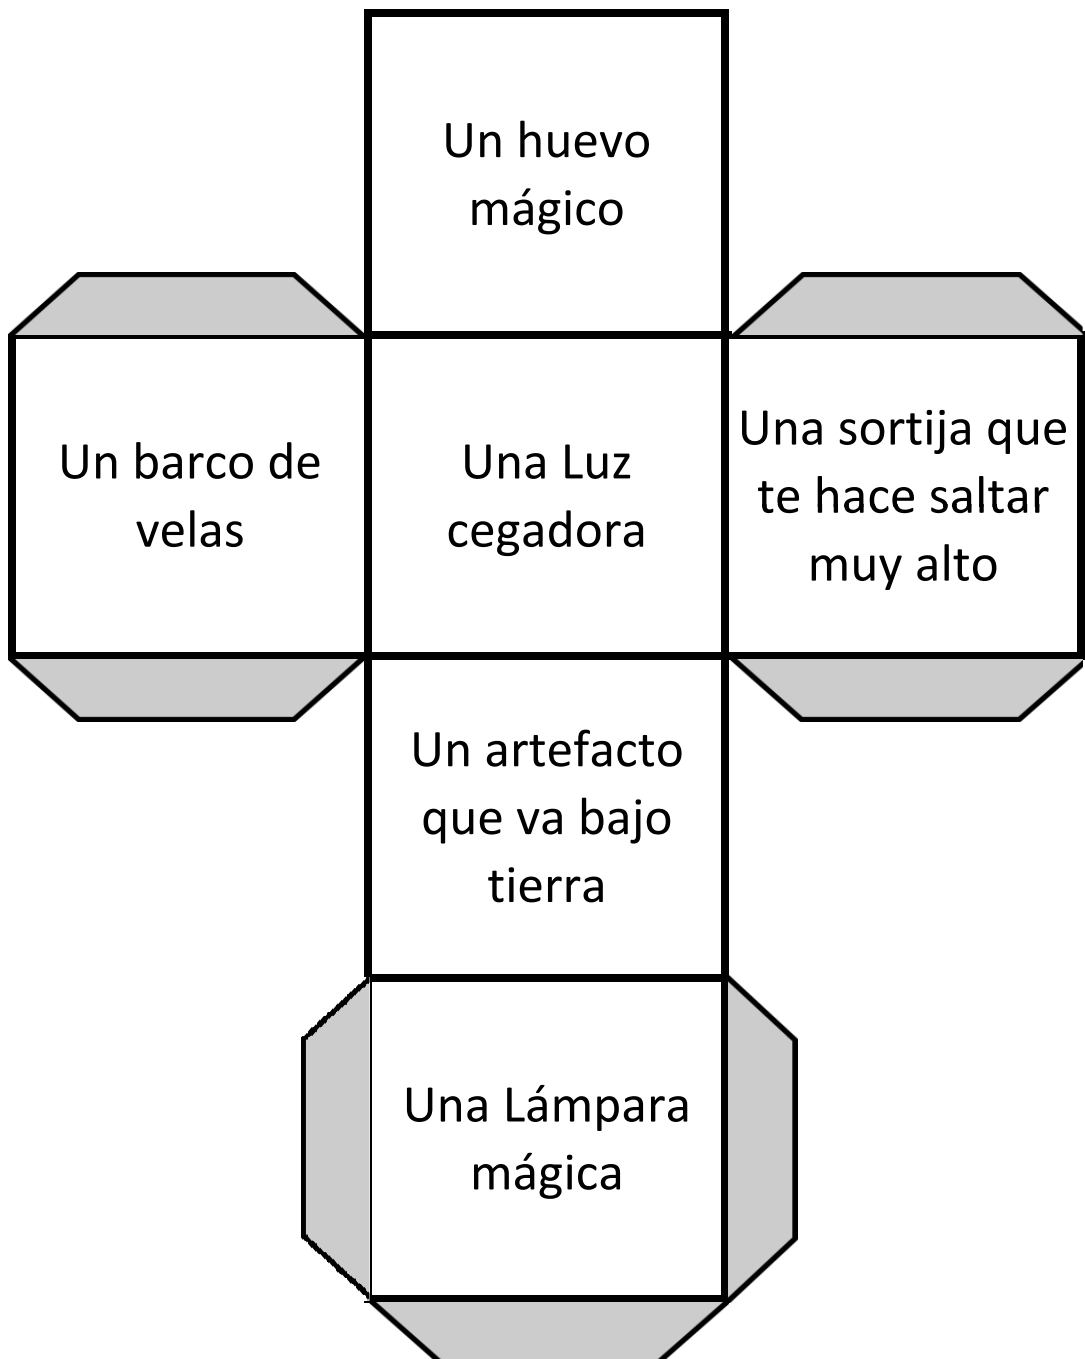 Un huevo
mágico
Un barco de
velas
Una Luz
cegadora
Una sortija que
te hace saltar
muy alto
Un artefacto
que va bajo
tierra
Una Lámpara
mágica